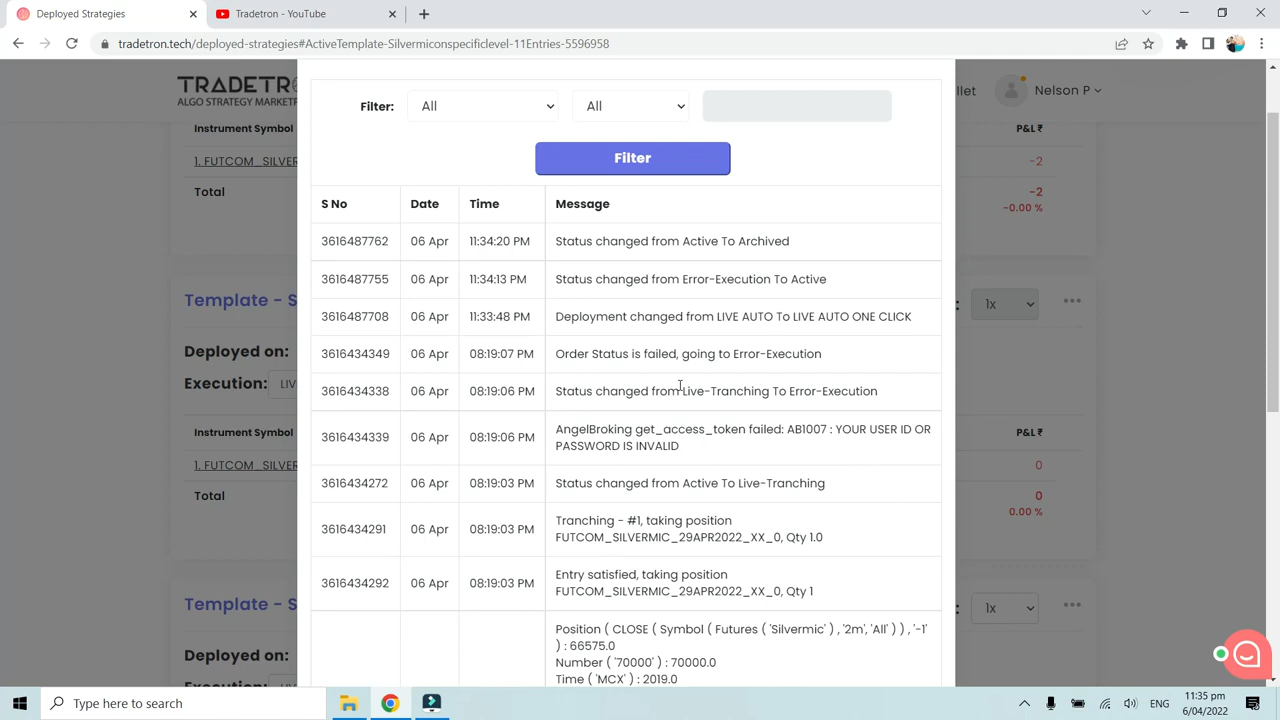 Deployed Strategies
Tradetron - YouTube
tradetron.tech/deployed-strategies#ActiveTemplate-Silvermiconspecificlevel-11Entries-5596958
TRADETR
ALGO STRATEGY MARKET
llet
Nelson P
Filter:
All
All
Filter
Instrument Symbol
P&L ₹
1. FUTCOM_SILVER
-2
Total
-2
-0.00 %
S No
Date
Time
Message
3616487762
06 Apr
11:34:20 PM
Status changed from Active To Archived
3616487755
06 Apr
11:34:13 PM
Status changed from Error-Execution To Active
3616487708
06 Apr
11:33:48 PM
Deployment changed from LIVE AUTO To LIVE AUTO ONE CLICK
3616434349
06 Apr
08:19:07 PM
Order Status is failed, going to Error-Execution
3616434338
06 Apr
08:19:06 PM
Status changed from Live-Tranching To Error-Execution
3616434339
06 Apr
08:19:06 PM
AngelBroking get_access_token failed: AB1007 : YOUR USER ID OR
PASSWORD IS INVALID
3616434272
06 Apr
08:19:03 PM
Status changed from Active To Live-Tranching
3616434291
06 Apr
08:19:03 PM
Tranching - #1, taking position
FUTCOM_SILVERMIC_29APR2022_XX_0, Qty 1.0
3616434292
06 Apr
08:19:03 PM
Entry satisfied, taking position
FUTCOM_SILVERMIC_29APR2022_XX_0, Qty 1
Position ( CLOSE ( Symbol ( Futures ( 'Silvermic' ) , '2m', 'All' ) ) , '-1'
) : 66575.0
Number ( '70000' ) : 70000.0
Time ( 'MCX' ) : 2019.0
Template - S
:
1x
Deployed on:
Execution:
LIV
Instrument Symbol
P&L ₹
1. FUTCOM_SILVER
0
Total
0
0.00 %
Template - S
:
1x
Deployed on:
Execution:
LIV
Type here to search
ENG
11:35 pm
6/04/2022